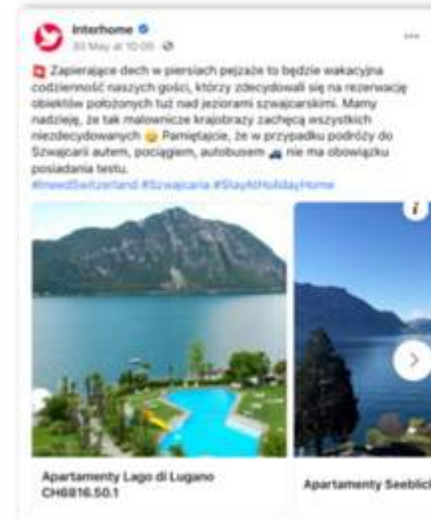 Interhome
30 May at 10:00
Zapierające dech w piersiach pejzaże to będzie wakacyjna
codzienność naszych gości, którzy zdecydowali się na rezerwację
obiektów położonych tuż nad jeziorami szwajcarskimi. Mamy
nadzieję, że tak malownicze krajobrazy zachęcą wszystkich
niezdecydowanych 😉 Pamiętajcie, że w przypadku podróży do
Szwajcarii autem, pociągiem, autobusem 🚙 nie ma obowiązku
posiadania testu.
#IneedSwitzerland #Szwajcaria #StayAtHolidayHome
Apartamenty Lago di Lugano
CH6816.50.1
Apartamenty Seeblick